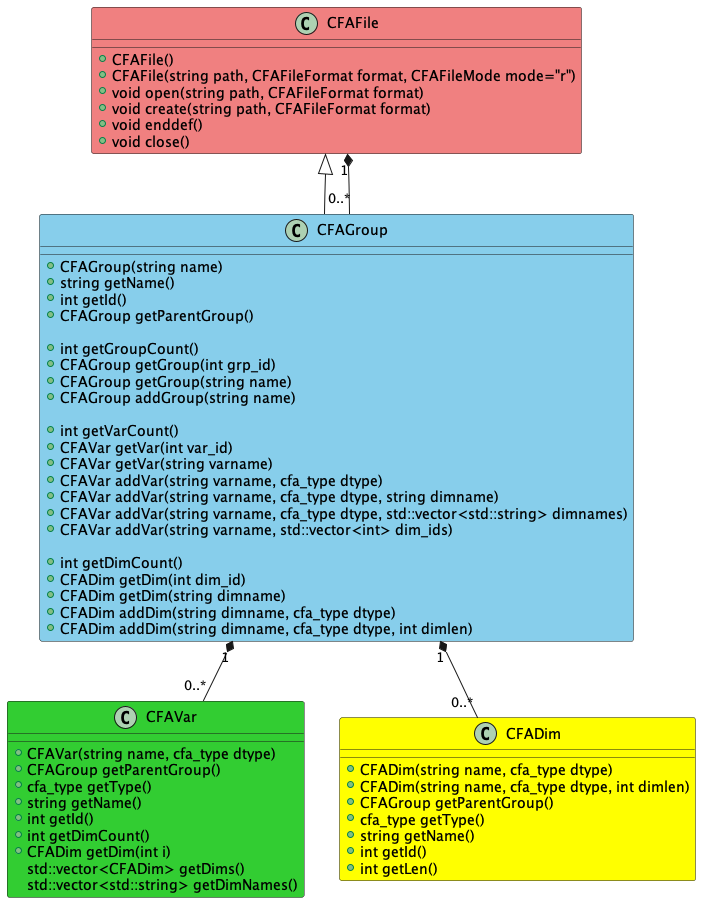 C CFAFile
CFAFile()
CFAFile(string path, CFAFileFormat format, CFAFileMode mode="r")
void open(string path, CFAFileFormat format)
void create(string path, CFAFileFormat format)
void enddef()
void close()
1
0..*
C CFAGroup
CFAGroup(string name)
string getName()
int getId()
CFAGroup getParentGroup()
int getGroupCount()
CFAGroup getGroup(int grp_id)
CFAGroup getGroup(string name)
CFAGroup addGroup(string name)
int getVarCount()
CFAVar getVar(int var_id)
CFAVar getVar(string varname)
CFAVar addVar(string varname, cfa_type dtype)
CFAVar addVar(string varname, cfa_type dtype, string dimname)
CFAVar addVar(string varname, cfa_type dtype, std::vector<std::string> dimnames)
CFAVar addVar(string varname, std::vector<int> dim_ids)
int getDimCount()
CFADim getDim(int dim_id)
CFADim getDim(string dimname)
CFADim addDim(string dimname, cfa_type dtype)
CFADim addDim(string dimname, cfa_type dtype, int dimlen)
1
0..*
1
0..*
C CFAVar
CFAVar(string name, cfa_type dtype)
CFAGroup getParentGroup()
cfa_type getType()
string getName()
int getId()
int getDimCount()
CFADim getDim(int i)
std::vector<CFADim> getDims()
std::vector<std::string> getDimNames()
C CFADim
CFADim(string name, cfa_type dtype)
CFADim(string name, cfa_type dtype, int dimlen)
CFAGroup getParentGroup()
cfa_type getType()
string getName()
int getId()
int getLen()